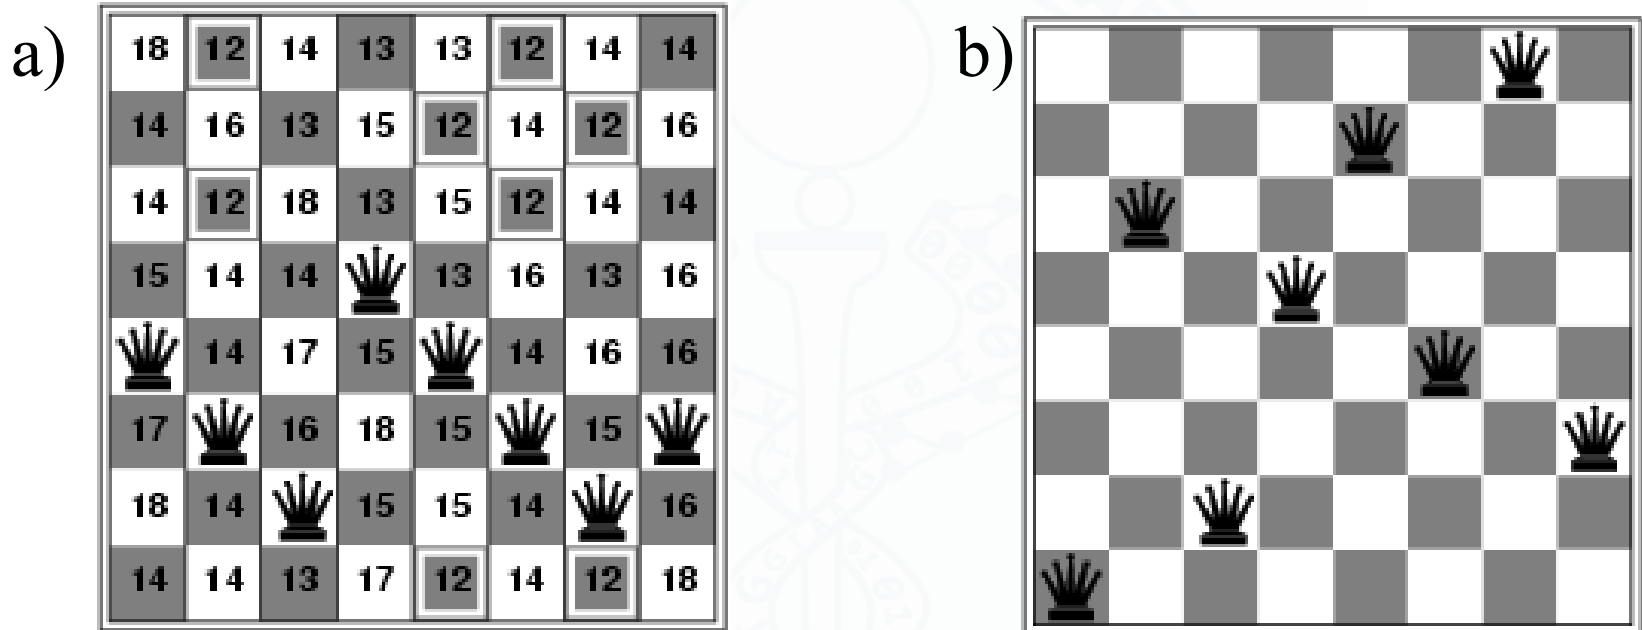 a)
b)
18 12 14 13 13 12 14 14
14 16 13 15 12 14 12 16
14 12 18 13 15 12 14 14
15 14 14 13 16 13 16
14 17 15 14 16 16
17 16 18 15 15
18 14 15 15 14 16
14 14 13 17 12 14 12 18